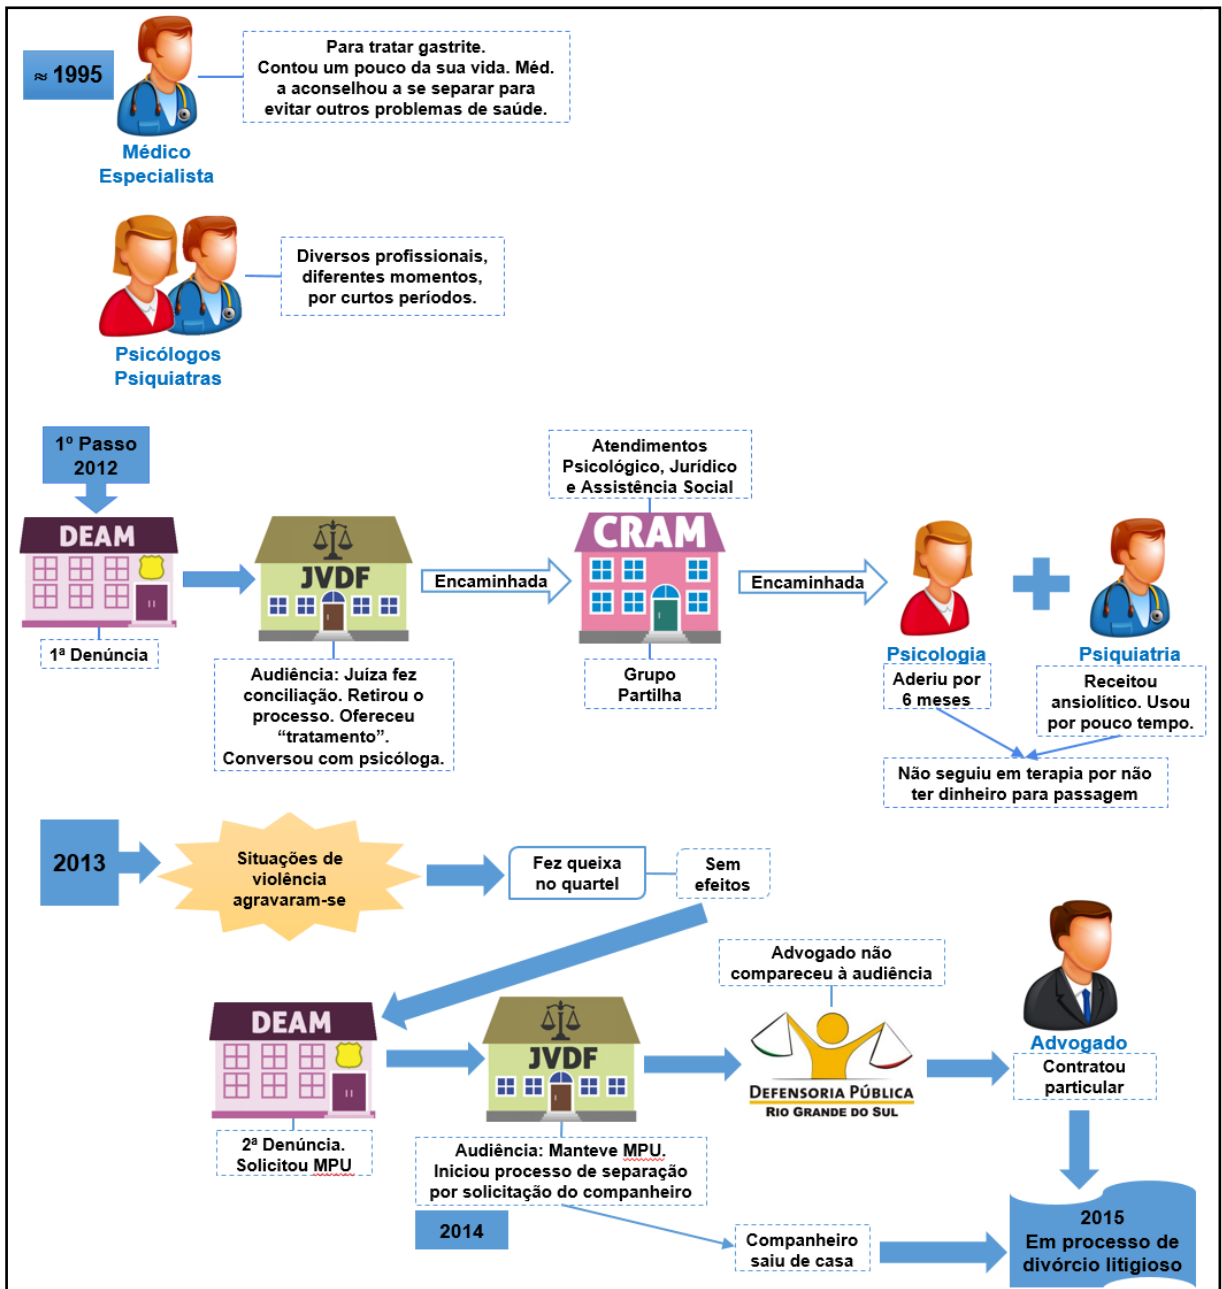 ≈ 1995
Para tratar gastrite.
Contou um pouco da sua vida. Méd.
a aconselhou a se separar para
evitar outros problemas de saúde.
Médico
Especialista
Diversos profissionais,
diferentes momentos,
por curtos períodos.
Psicólogos
Psiquiatras
1º Passo
2012
DEAM
1ª Denúncia
JVDF
Audiência: Juíza fez
conciliação. Retirou o
processo. Ofereceu
“tratamento”.
Conversou com psicóloga.
Encaminhada
Atendimentos
Psicológico, Jurídico
e Assistência Social
CRAM
Grupo
Partilha
Encaminhada
Psicologia
Aderiu por
6 meses
Psiquiatria
Receitou
ansiolítico. Usou
por pouco tempo.
Não seguiu em terapia por não
ter dinheiro para passagem
2013
Situações de
violência
agravaram-se
Fez queixa
no quartel
Sem
efeitos
DEAM
2ª Denúncia.
Solicitou MPU
JVDF
Audiência: Manteve MPU.
Iniciou processo de separação
por solicitação do companheiro
2014
Advogado não
compareceu à audiência
DEFENSORIA PÚBLICA
RIO GRANDE DO SUL
Advogado
Contratou
particular
Companheiro
saiu de casa
2015
Em processo de
divórcio litigioso